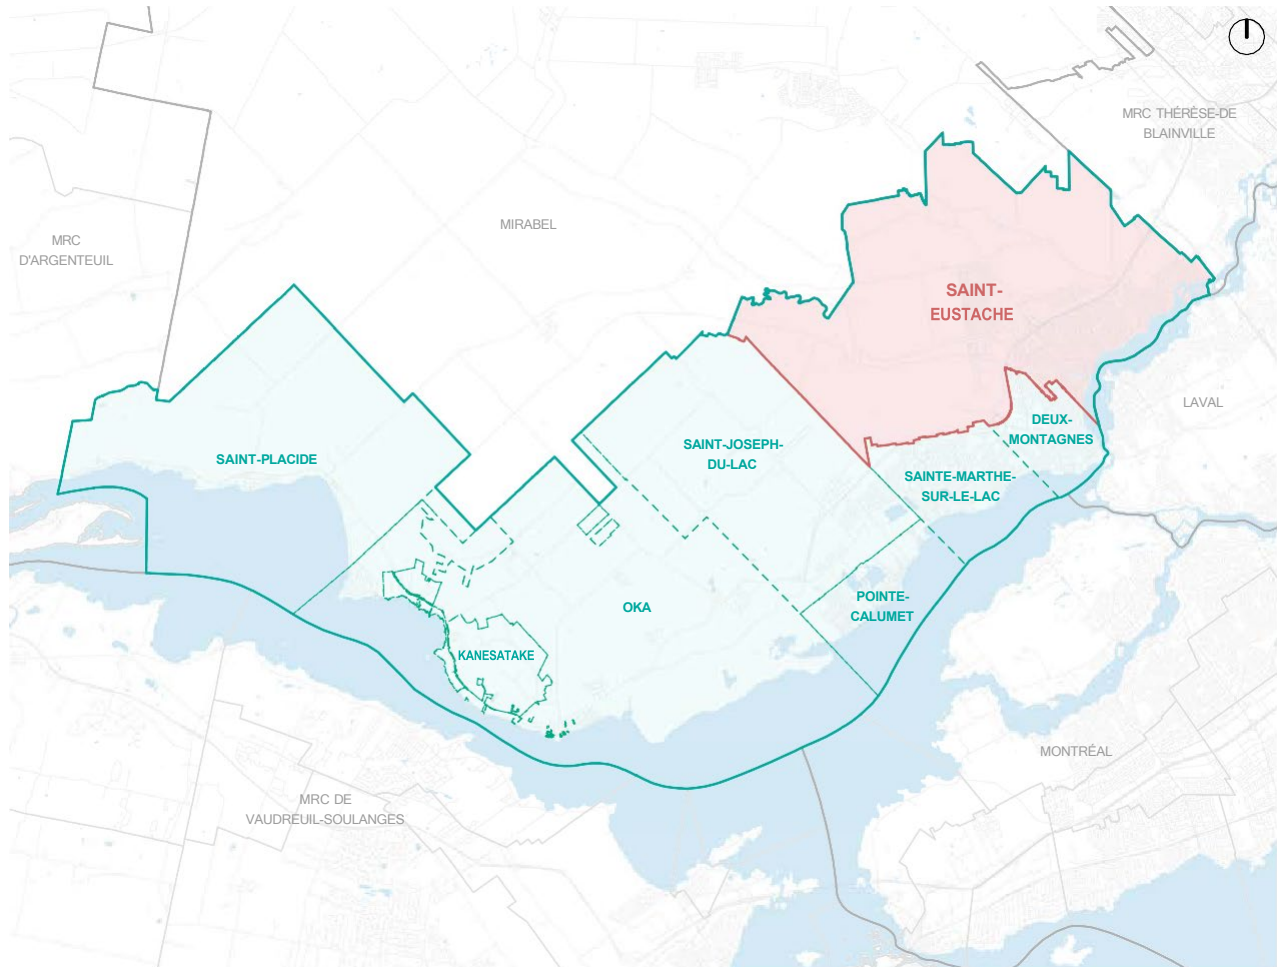 MRC THÉRÈSE-DE
BLAINVILLE
MIRABEL
MRC
D'ARGENTEUIL
SAINT-
EUSTACHE
LAVAL
DEUX-
MONTAGNES
SAINT-JOSEPH-
DU-LAC
SAINT-PLACIDE
SAINTE-MARTHE-
SUR-LE-LAC
POINTE-
CALUMET
OKA
KANESATAKE
MONTRÉAL
MRC DE
VAUDREUIL-SOULANGES